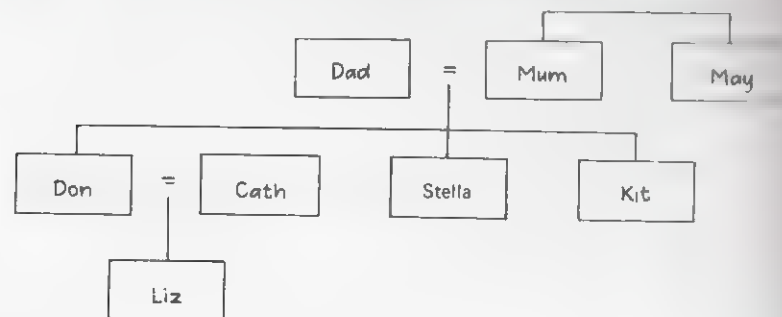 Dad = Mum May
Don = Cath Stella Kit
Liz